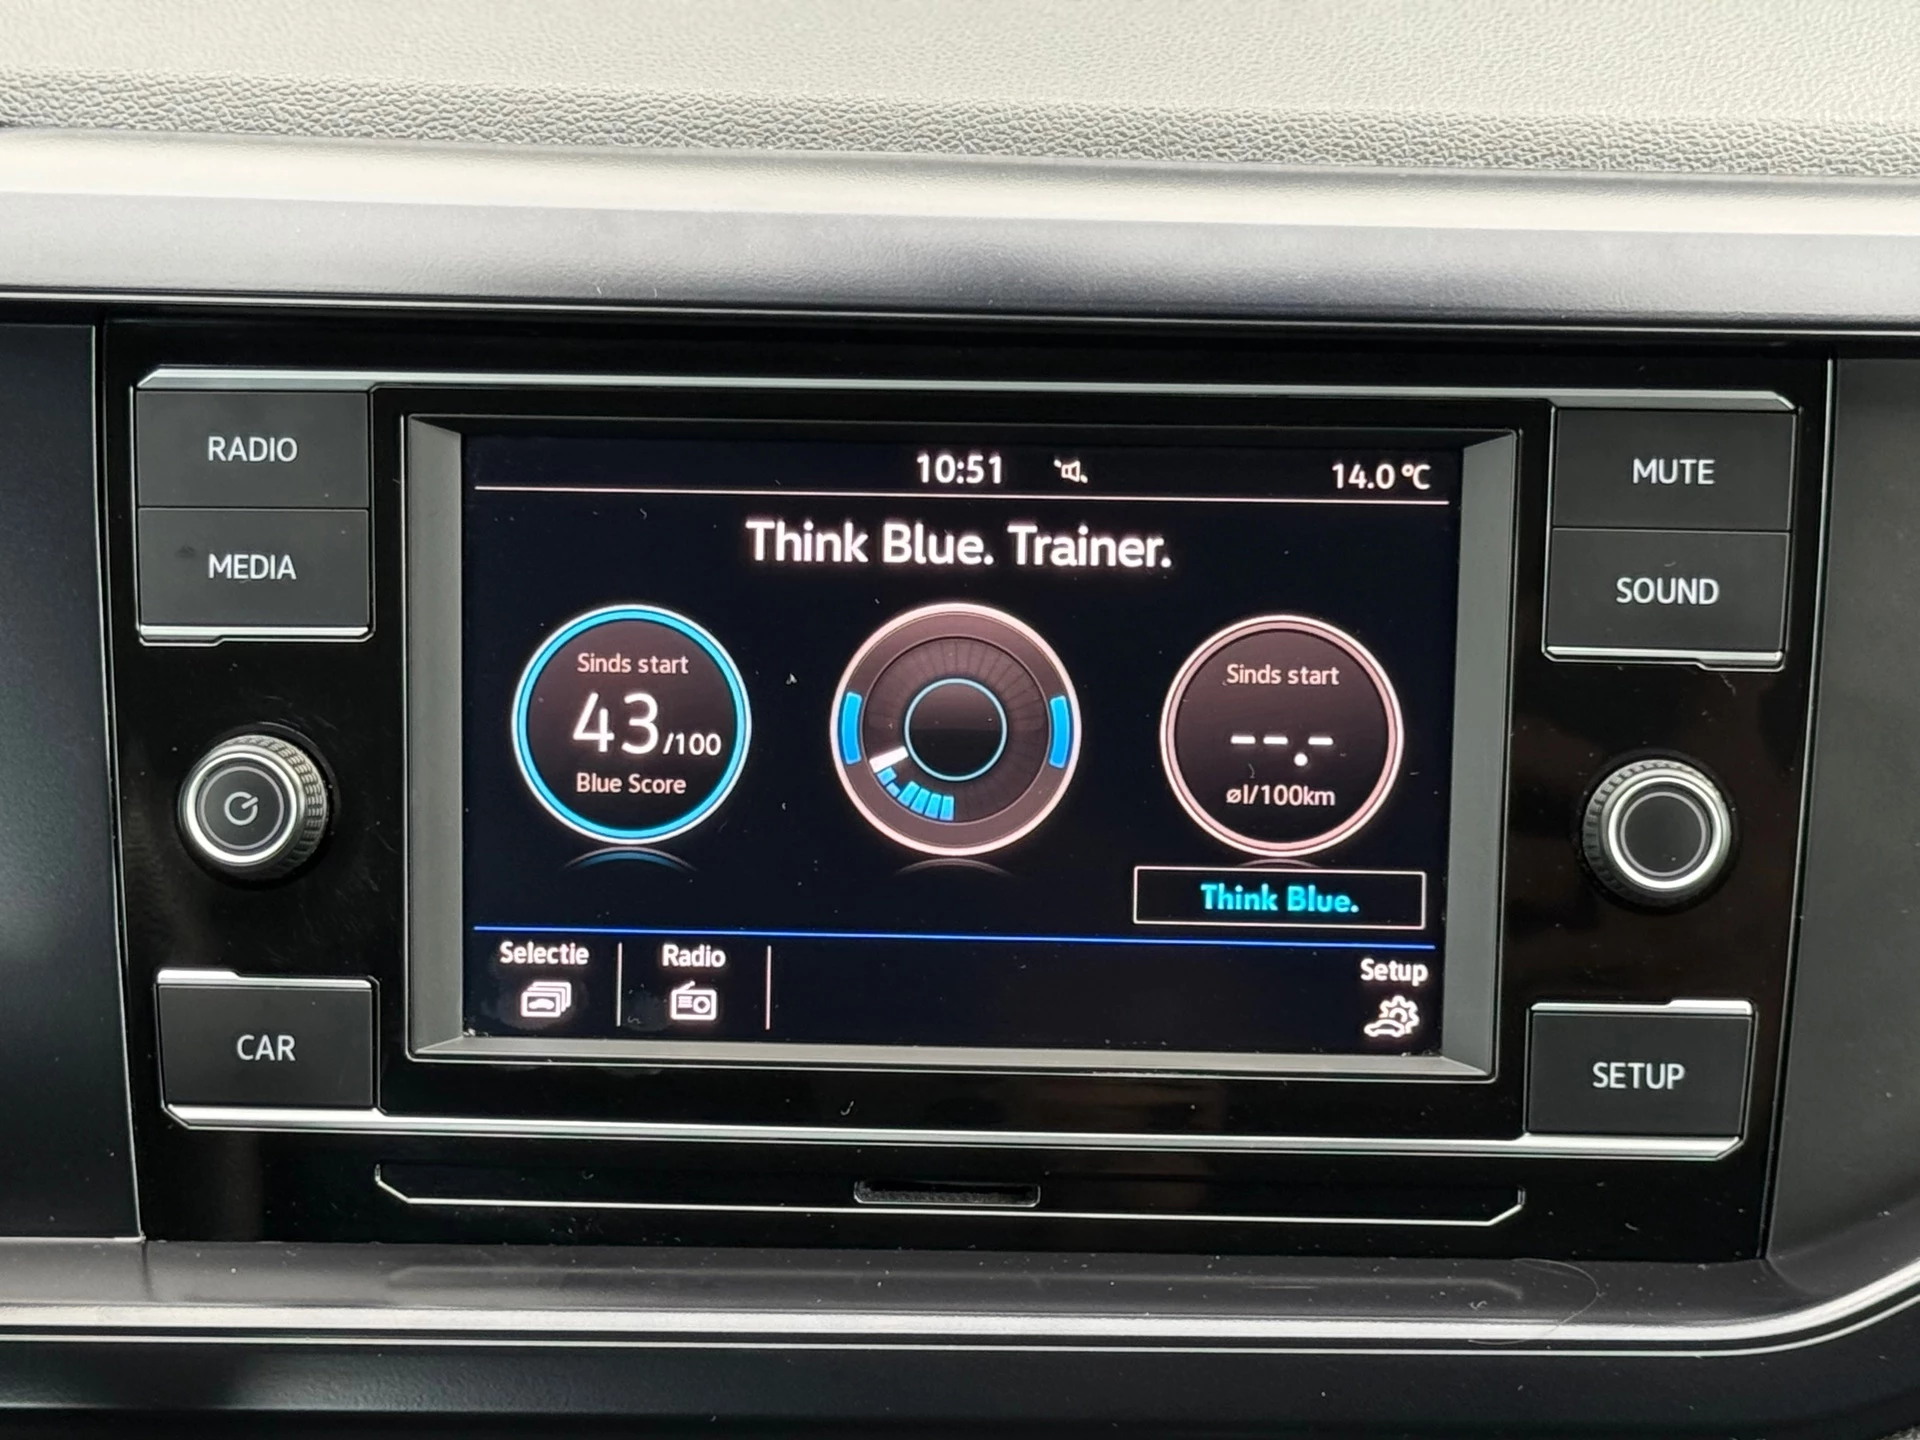 RADIO
MEDIA
CAR
10:51
14.0 °C
Think Blue. Trainer.
Sinds start
43/100
Blue Score
Sinds start
--.-
⌀l/100km
Think Blue.
Selectie
Radio
Setup
MUTE
SOUND
SETUP